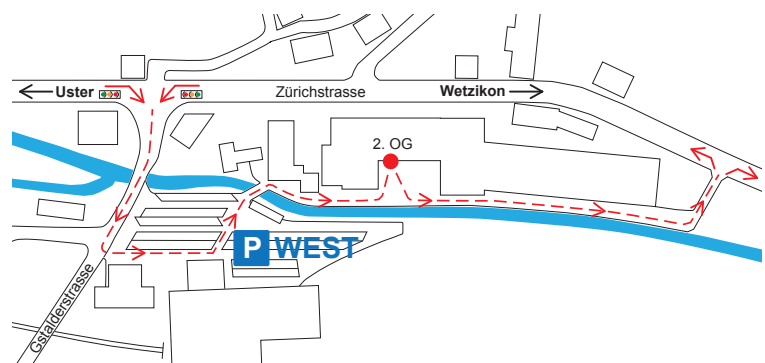 Uster
Zürichstrasse
Wetzikon
2. OG
P WEST
Gstalderstrasse